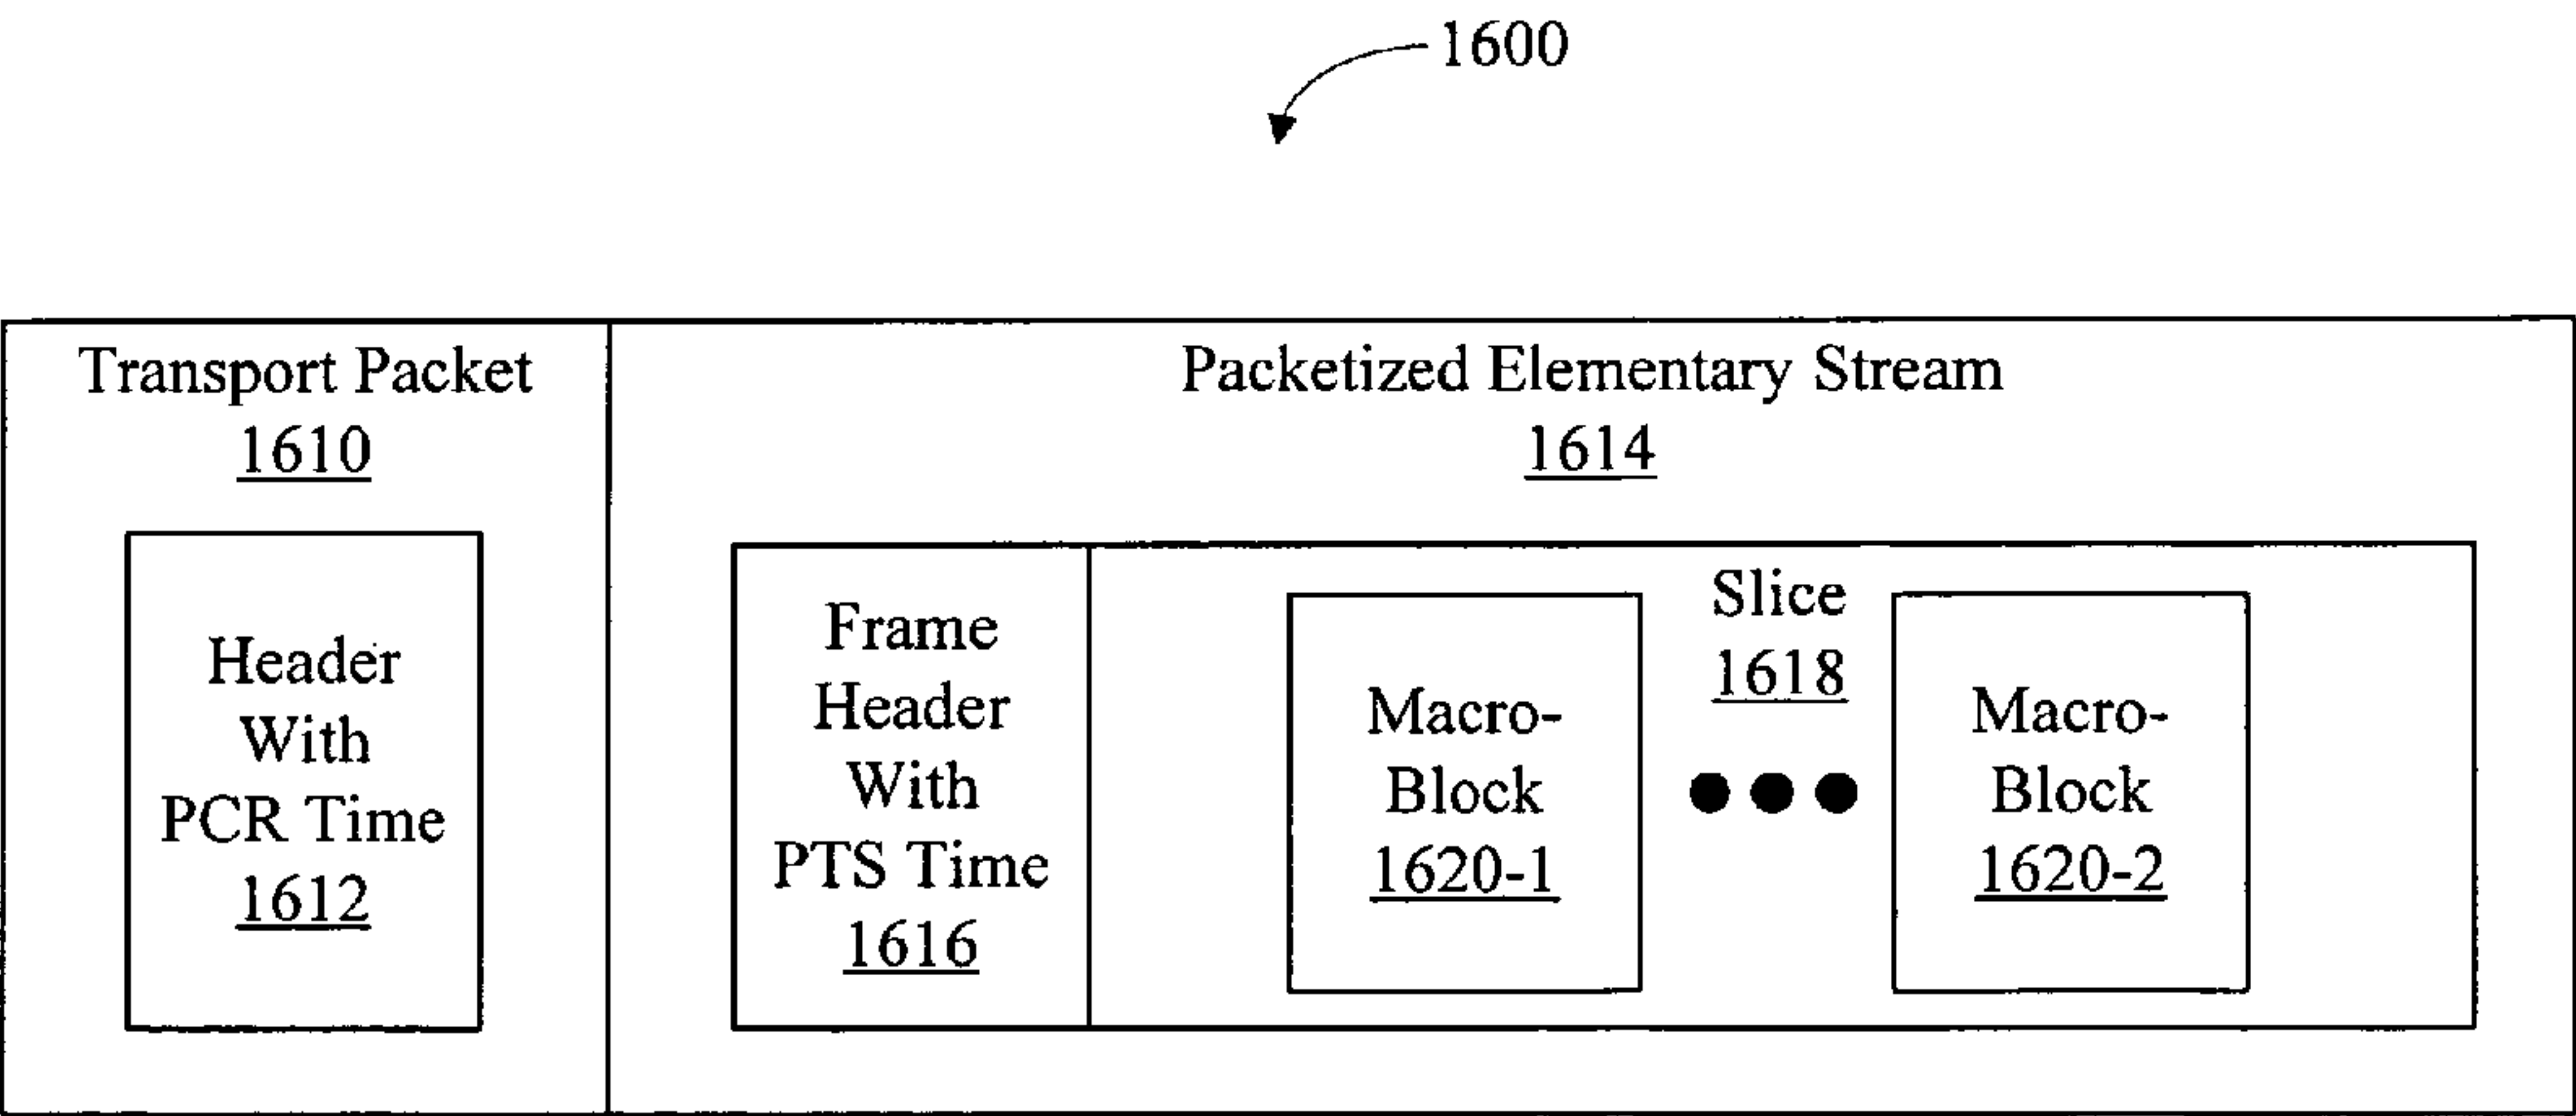 1600
Transport Packet
1610
Header
With
PCR Time
1612
Packetized Elementary Stream
1614
Frame
Header
With
PTS Time
1616
Slice
1618
Macro-
Block
1620-1
Macro-
Block
1620-2